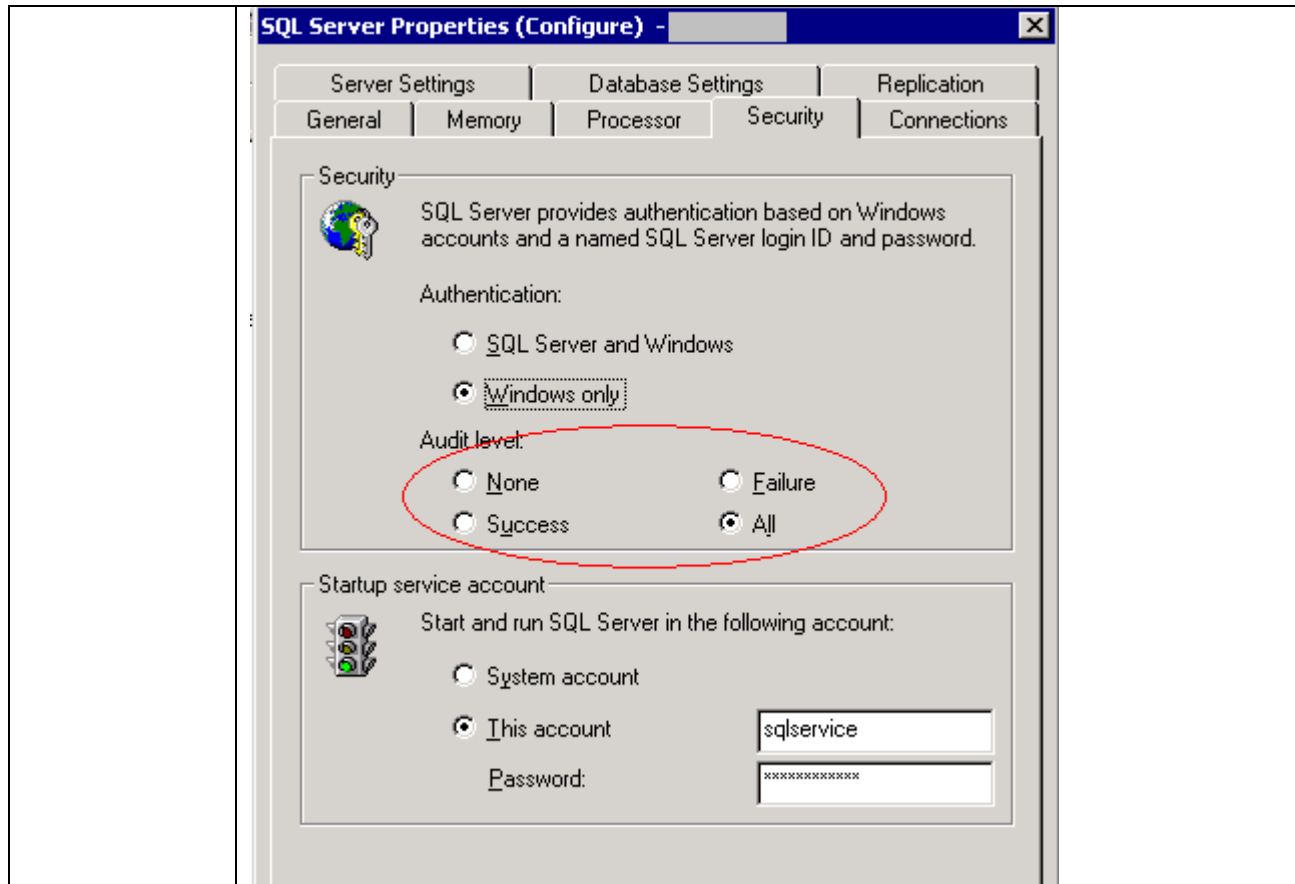 SQL Server Properties (Configure) -
Server Settings Database Settings Replication
General Memory Processor Security Connections
Security
SQL Server provides authentication based on Windows
accounts and a named SQL Server login ID and password.
Authentication:
SQL Server and Windows
Windows only
Audit level:
None Failure
Success All
Startup service account
Start and run SQL Server in the following account:
System account
This account sqlservice
Password: ************